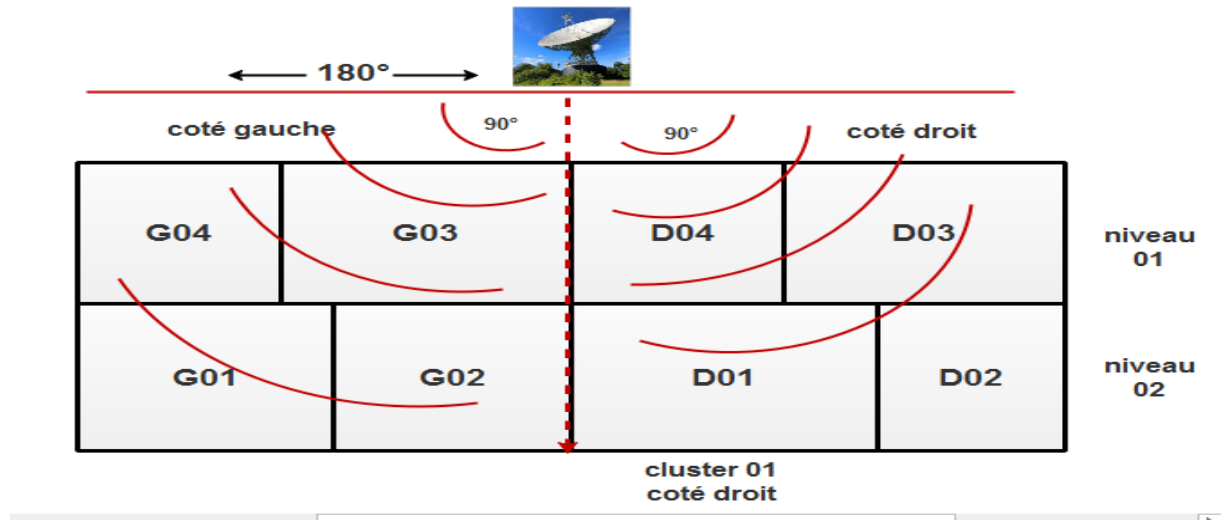 180°
coté gauche
90°
90°
coté droit
G04
G03
D04
D03
niveau
01
G01
G02
D01
D02
niveau
02
cluster 01
coté droit